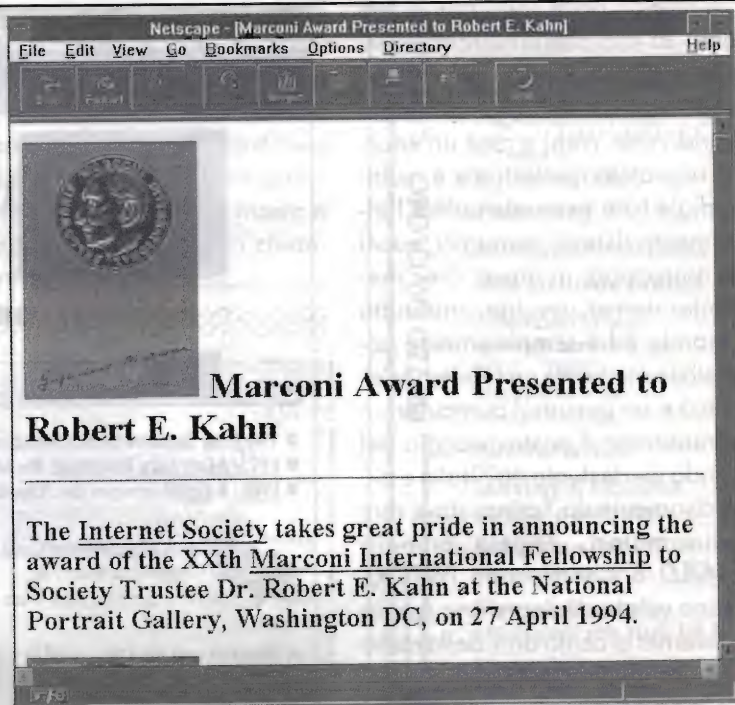 Netscape - [Marconi Award Presented to Robert E. Kahn]
File Edit View Go Bookmarks Options Directory Help
Marconi Award Presented to
Robert E. Kahn
The Internet Society takes great pride in announcing the
award of the XXth Marconi International Fellowship to
Society Trustee Dr. Robert E. Kahn at the National
Portrait Gallery, Washington DC, on 27 April 1994.